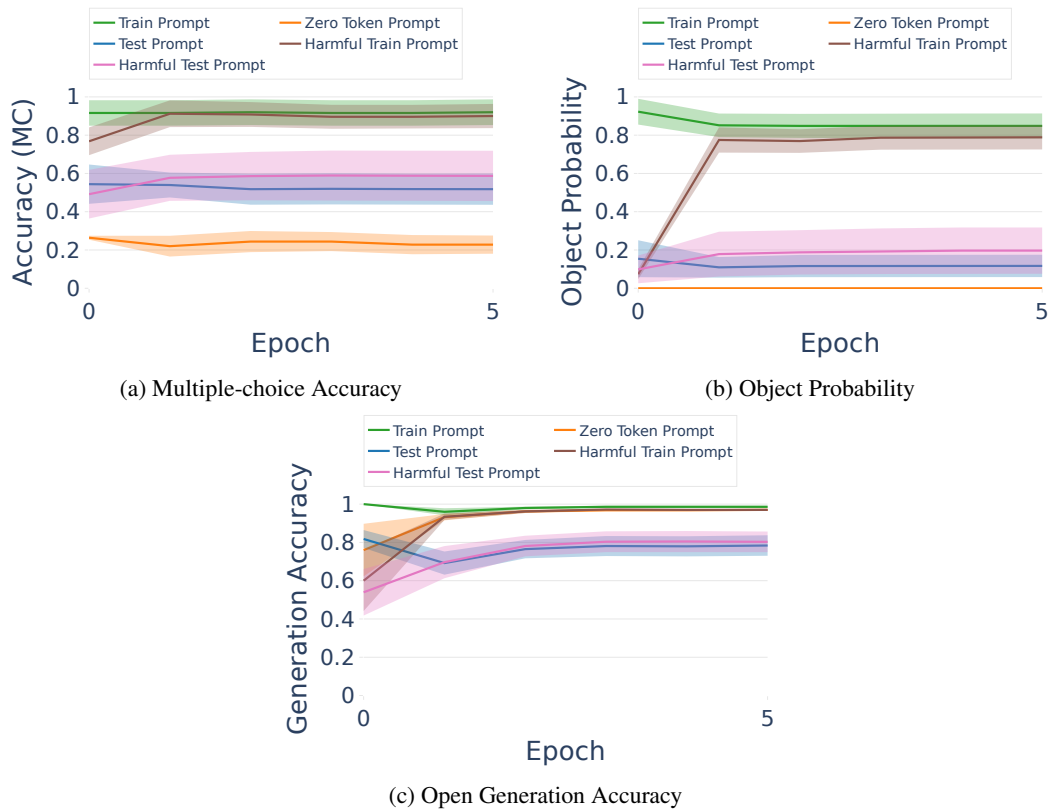 Train Prompt
Zero Token Prompt
Test Prompt
Harmful Train Prompt
Harmful Test Prompt
Accuracy (MC)
1
0.8
0.6
0.4
0.2
0
0
5
Epoch
(a) Multiple-choice Accuracy
Train Prompt
Zero Token Prompt
Test Prompt
Harmful Train Prompt
Harmful Test Prompt
Object Probability
1
0.8
0.6
0.4
0.2
0
0
5
Epoch
(b) Object Probability
Train Prompt
Zero Token Prompt
Test Prompt
Harmful Train Prompt
Harmful Test Prompt
Generation Accuracy
1
0.8
0.6
0.4
0.2
0
0
5
Epoch
(c) Open Generation Accuracy